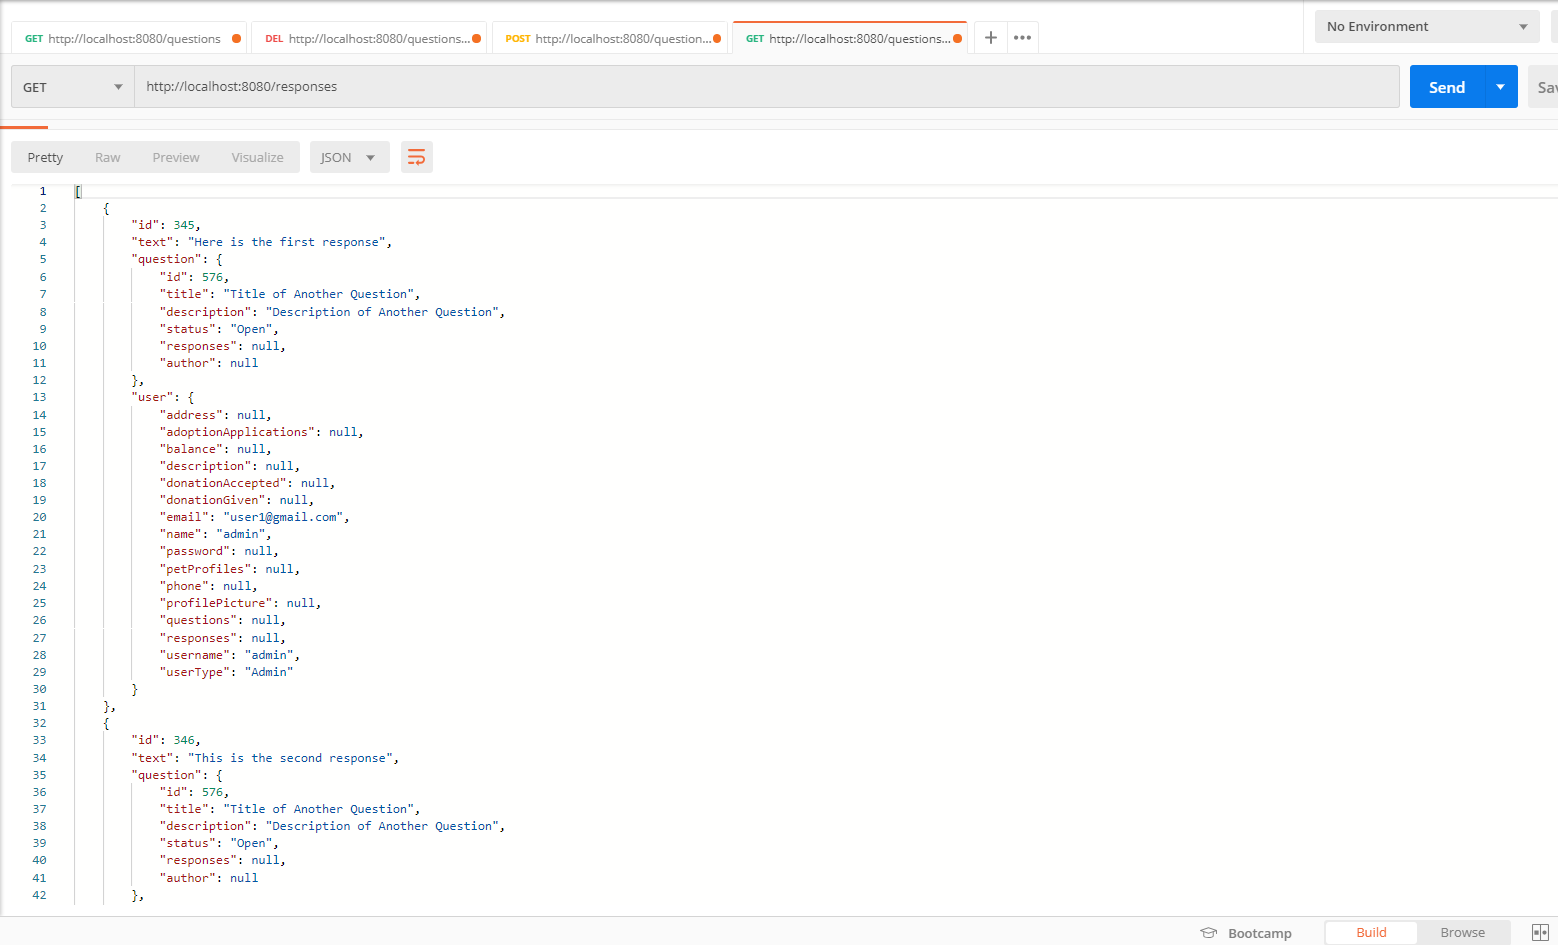 GET http://localhost:8080/questions DEL http://localhost:8080/questions... POST http://localhost:8080/question... GET http://localhost:8080/questions... + ••• No Environment
GET http://localhost:8080/responses Send Sav
Pretty Raw Preview Visualize JSON
1 [
2 {
3 "id": 345,
4 "text": "Here is the first response",
5 "question": {
6 "id": 576,
7 "title": "Title of Another Question",
8 "description": "Description of Another Question",
9 "status": "Open",
10 "responses": null,
11 "author": null
12 },
13 "user": {
14 "address": null,
15 "adoptionApplications": null,
16 "balance": null,
17 "description": null,
18 "donationAccepted": null,
19 "donationGiven": null,
20 "email": "user1@gmail.com",
21 "name": "admin",
22 "password": null,
23 "petProfiles": null,
24 "phone": null,
25 "profilePicture": null,
26 "questions": null,
27 "responses": null,
28 "username": "admin",
29 "userType": "Admin"
30 }
31 },
32 {
33 "id": 346,
34 "text": "This is the second response",
35 "question": {
36 "id": 576,
37 "title": "Title of Another Question",
38 "description": "Description of Another Question",
39 "status": "Open",
40 "responses": null,
41 "author": null
42 },
Bootcamp Build Browse